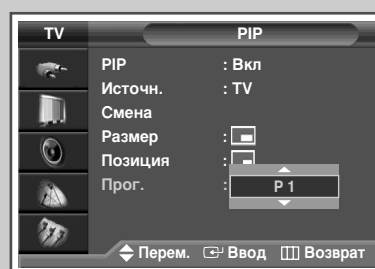 TV PIP
PIP : Вкл
Источн. : TV
Смена
Размер :
Позиция :
Прог. : P 1
Перем. Ввод Возврат